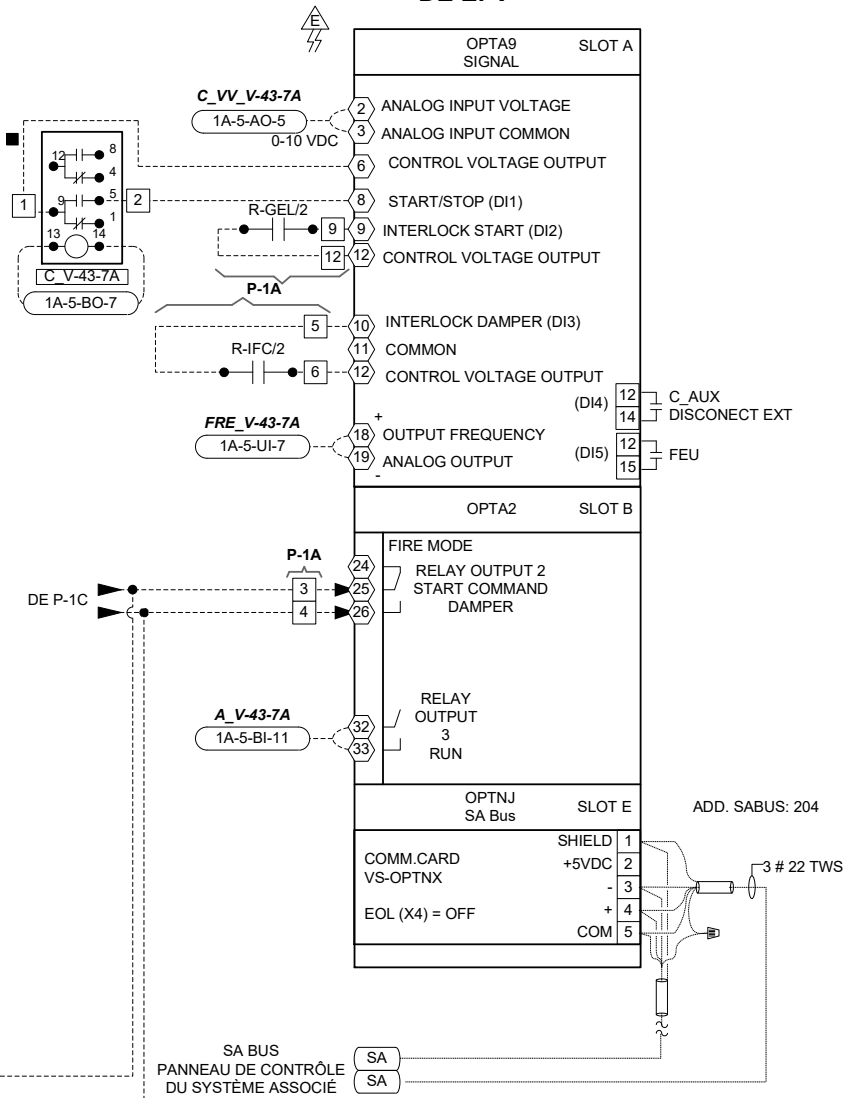 E
OPTA9 SLOT A
SIGNAL
C_VV_V-43-7A
1A-5-AO-5
0-10 VDC
2 ANALOG INPUT VOLTAGE
3 ANALOG INPUT COMMON
6 CONTROL VOLTAGE OUTPUT
12 8
4
9 5
1
13 14
1
2
8 START/STOP (DI1)
R-GEL/2
9 9 INTERLOCK START (DI2)
12 12 CONTROL VOLTAGE OUTPUT
C_V-43-7A
1A-5-BO-7
P-1A
5 10 INTERLOCK DAMPER (DI3)
11 COMMON
R-IFC/2
6 12 CONTROL VOLTAGE OUTPUT
(DI4) 12 C_AUX
14 DISCONECT EXT
(DI5) 12 FEU
15
FRE_V-43-7A
1A-5-UI-7
+
18 OUTPUT FREQUENCY
19 ANALOG OUTPUT
-
OPTA2 SLOT B
FIRE MODE
P-1A
24 RELAY OUTPUT 2
3 25 START COMMAND
4 26 DAMPER
DE P-1C
A_V-43-7A
1A-5-BI-11
32
33
RELAY
OUTPUT
3
RUN
OPTNJ SLOT E
SA Bus
ADD. SABUS: 204
COMM.CARD
VS-OPTNX
EOL (X4) = OFF
SHIELD 1
+5VDC 2
- 3
+ 4
COM 5
3 # 22 TWS
SA BUS
PANNEAU DE CONTRÔLE
DU SYSTÈME ASSOCIÉ
SA
SA